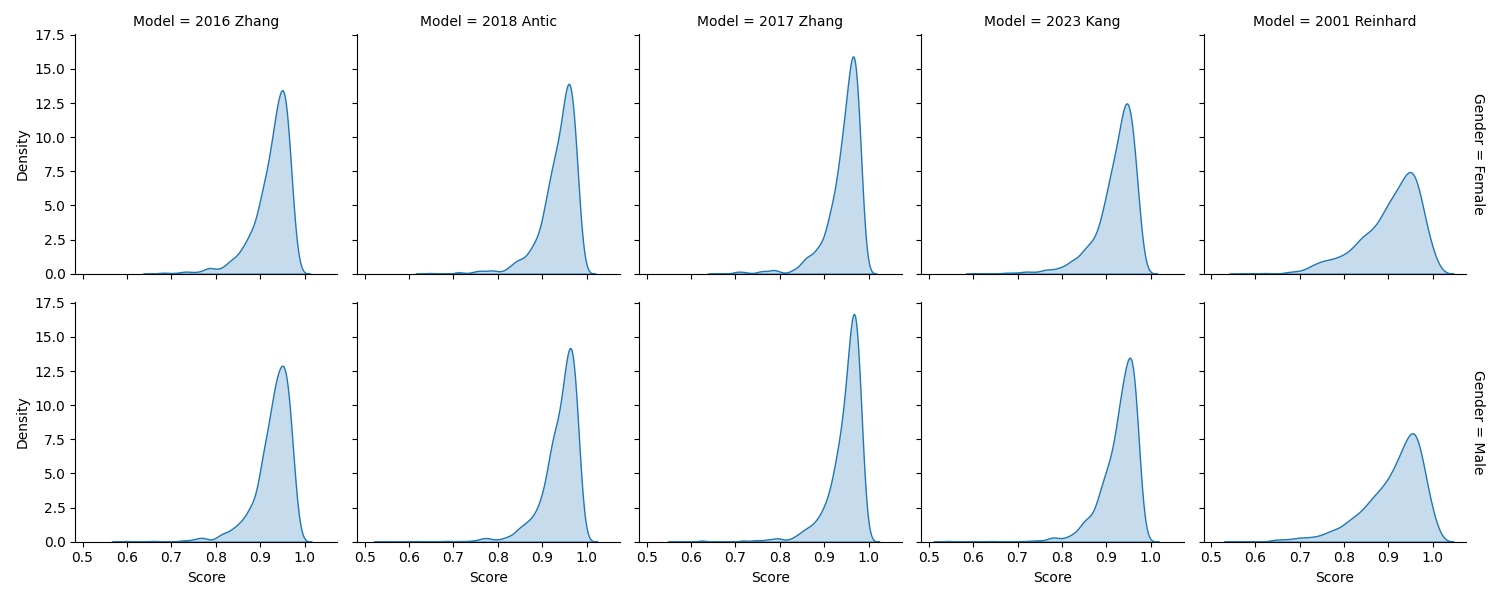 Model = 2016 Zhang
Model = 2018 Antic
Model = 2017 Zhang
Model = 2023 Kang
Model = 2001 Reinhard
17.5
15.0
12.5
10.0
7.5
5.0
2.5
0.0
Density
Gender = Female
17.5
15.0
12.5
10.0
7.5
5.0
2.5
0.0
Density
Gender = Male
0.5 0.6 0.7 0.8 0.9 1.0
0.5 0.6 0.7 0.8 0.9 1.0
0.5 0.6 0.7 0.8 0.9 1.0
0.5 0.6 0.7 0.8 0.9 1.0
0.5 0.6 0.7 0.8 0.9 1.0
Score
Score
Score
Score
Score